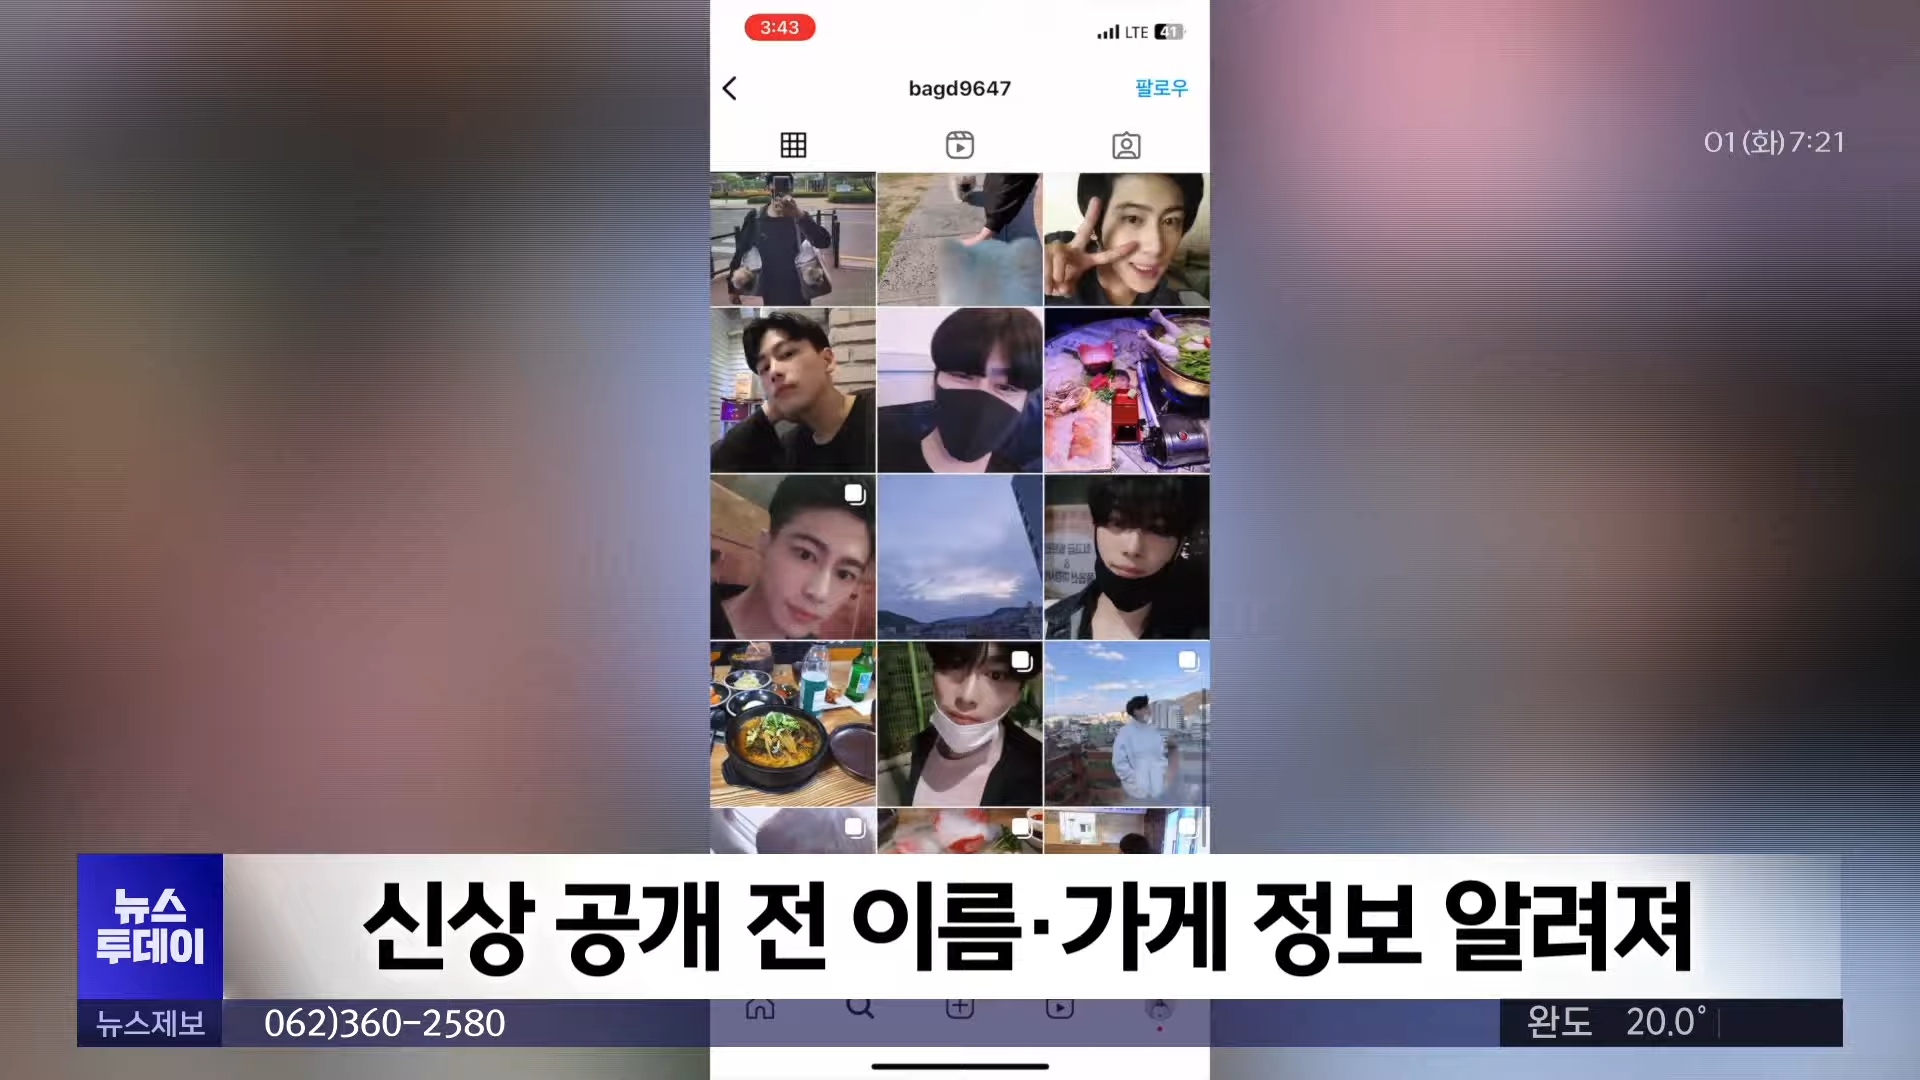 3:43
LTE 41
bagd9647
팔로우
01(화)7:21
뉴스
투데이
신상 공개 전 이름·가게 정보 알려져
뉴스제보
062)360-2580
완도 20.0°